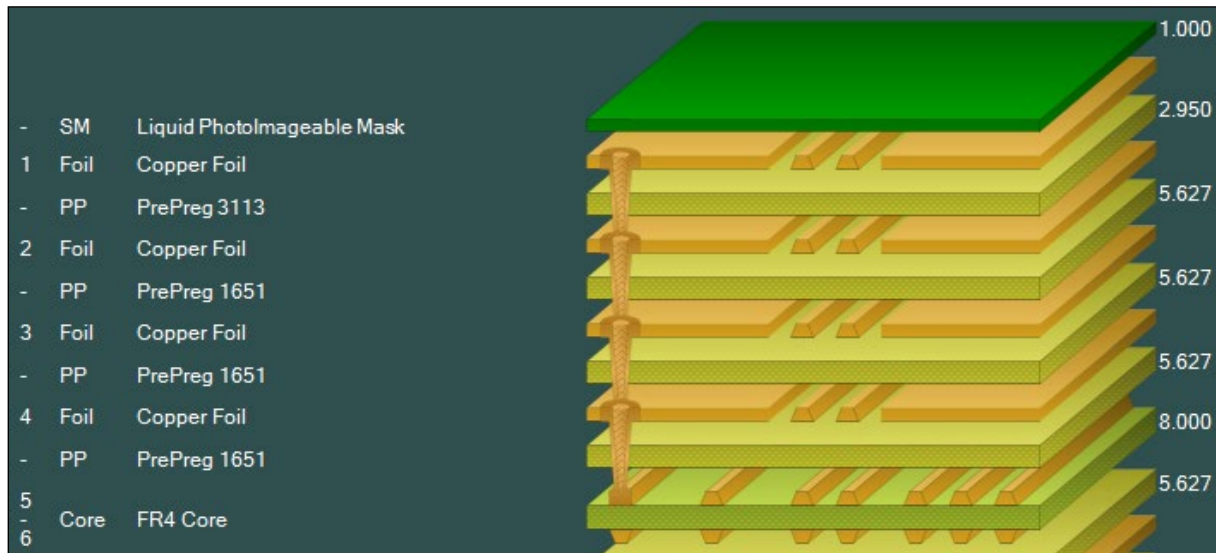 1.000
- SM Liquid PhotoImageable Mask
1 Foil Copper Foil
2.950
- PP PrePreg 3113
5.627
2 Foil Copper Foil
- PP PrePreg 1651
5.627
3 Foil Copper Foil
- PP PrePreg 1651
5.627
4 Foil Copper Foil
8.000
- PP PrePreg 1651
5.627
5
- Core FR4 Core
6